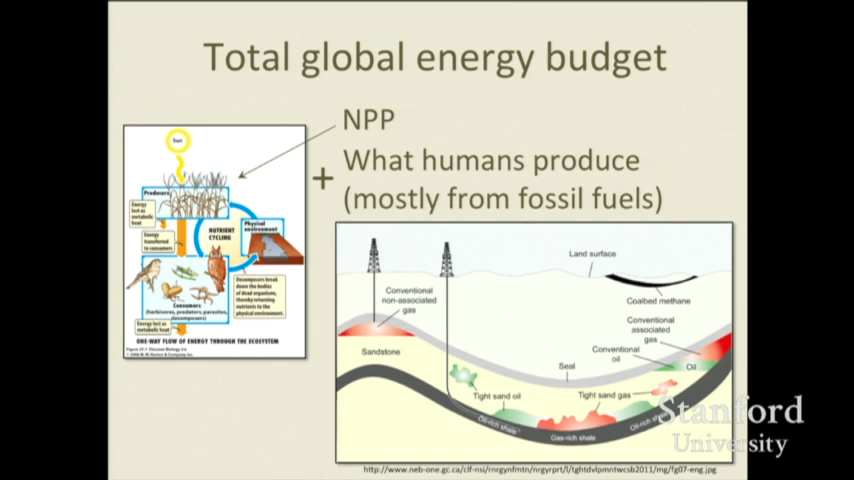 Total global energy budget
NPP
+ What humans produce
(mostly from fossil fuels)
Sun
Producers
Energy
lost as
metabolic
heat
Energy
transferred
to consumers
NUTRIENT
CYCLING
Physical
environment
Decomposers break
down the bodies
of dead organisms,
thereby returning
nutrients to the
physical environment.
Consumers
(herbivores, predators, parasites,
decomposers)
Energy lost as
metabolic heat
ONE-WAY FLOW OF ENERGY THROUGH THE ECOSYSTEM
Land surface
Conventional
non-associated
gas
Coalbed methane
Conventional
associated
gas
Conventional
oil
Oil
Sandstone
Seal
Tight sand oil
Tight sand gas
Oil-rich shale
Gas-rich shale
Oil-rich shale
Stanford
University
http://www.neb-one.gc.ca/clf-nsi/rnrgynfmtn/nrgyrprt/l/tghtdvlpmntwcsb2011/mg/fg07-eng.jpg